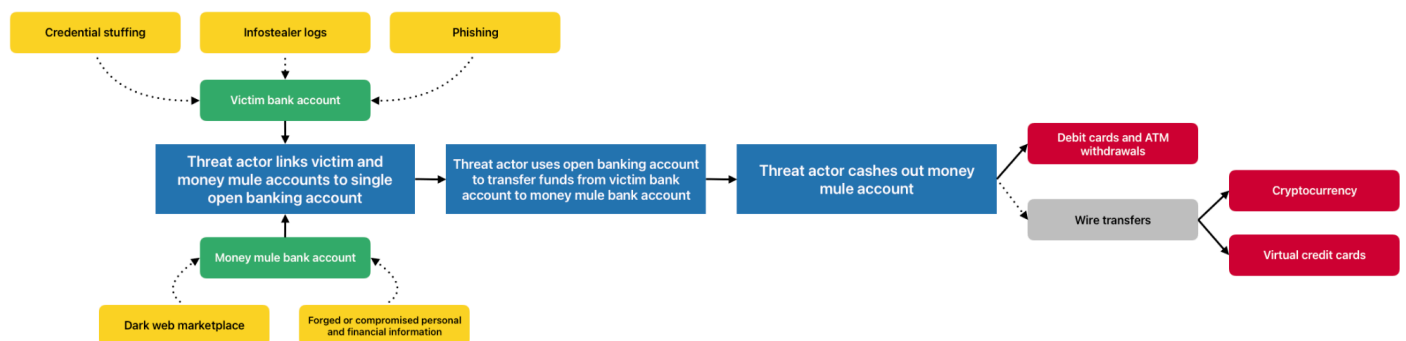 Credential stuffing
Infostealer logs
Phishing
Victim bank account
Threat actor links victim and
money mule accounts to single
open banking account
Threat actor uses open banking account
to transfer funds from victim bank
account to money mule bank account
Threat actor cashes out money
mule account
Debit cards and ATM
withdrawals
Wire transfers
Cryptocurrency
Virtual credit cards
Money mule bank account
Dark web marketplace
Forged or compromised personal
and financial information